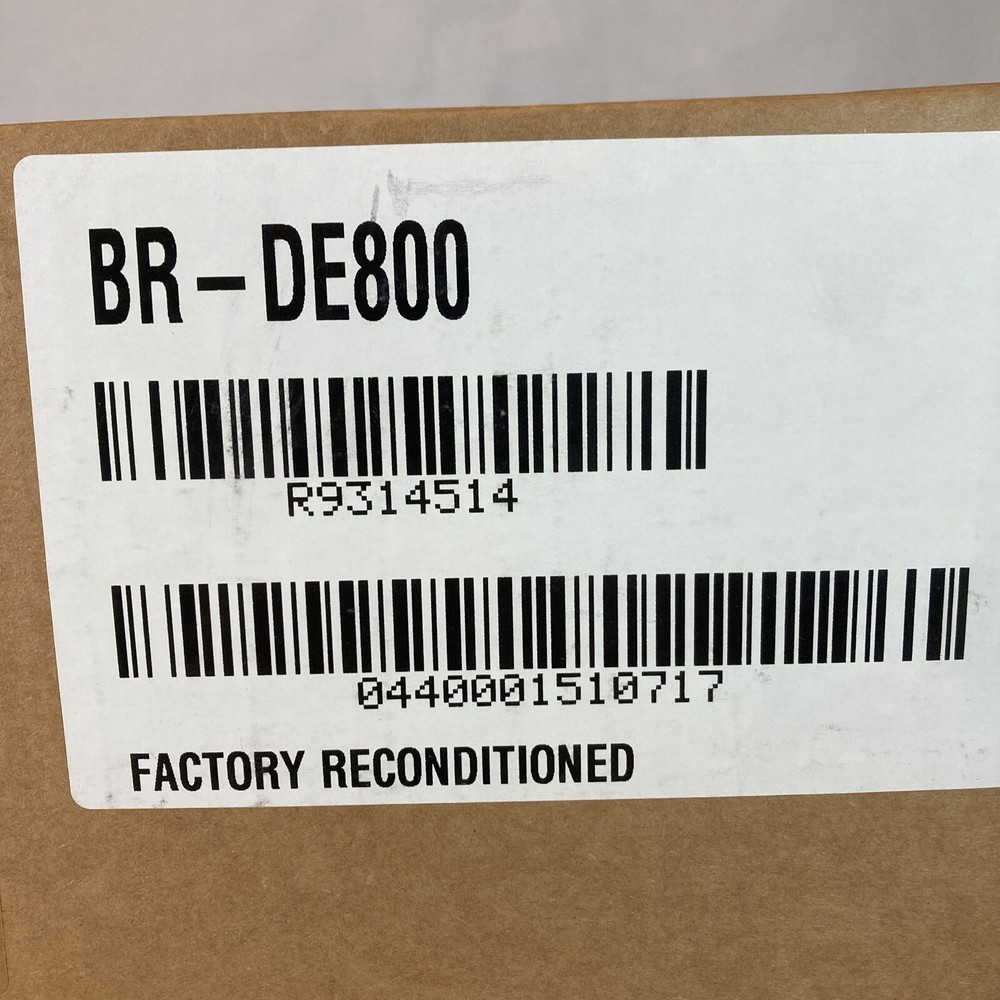 BR-DE800
R9314514
0440001510717
FACTORY RECONDITIONED